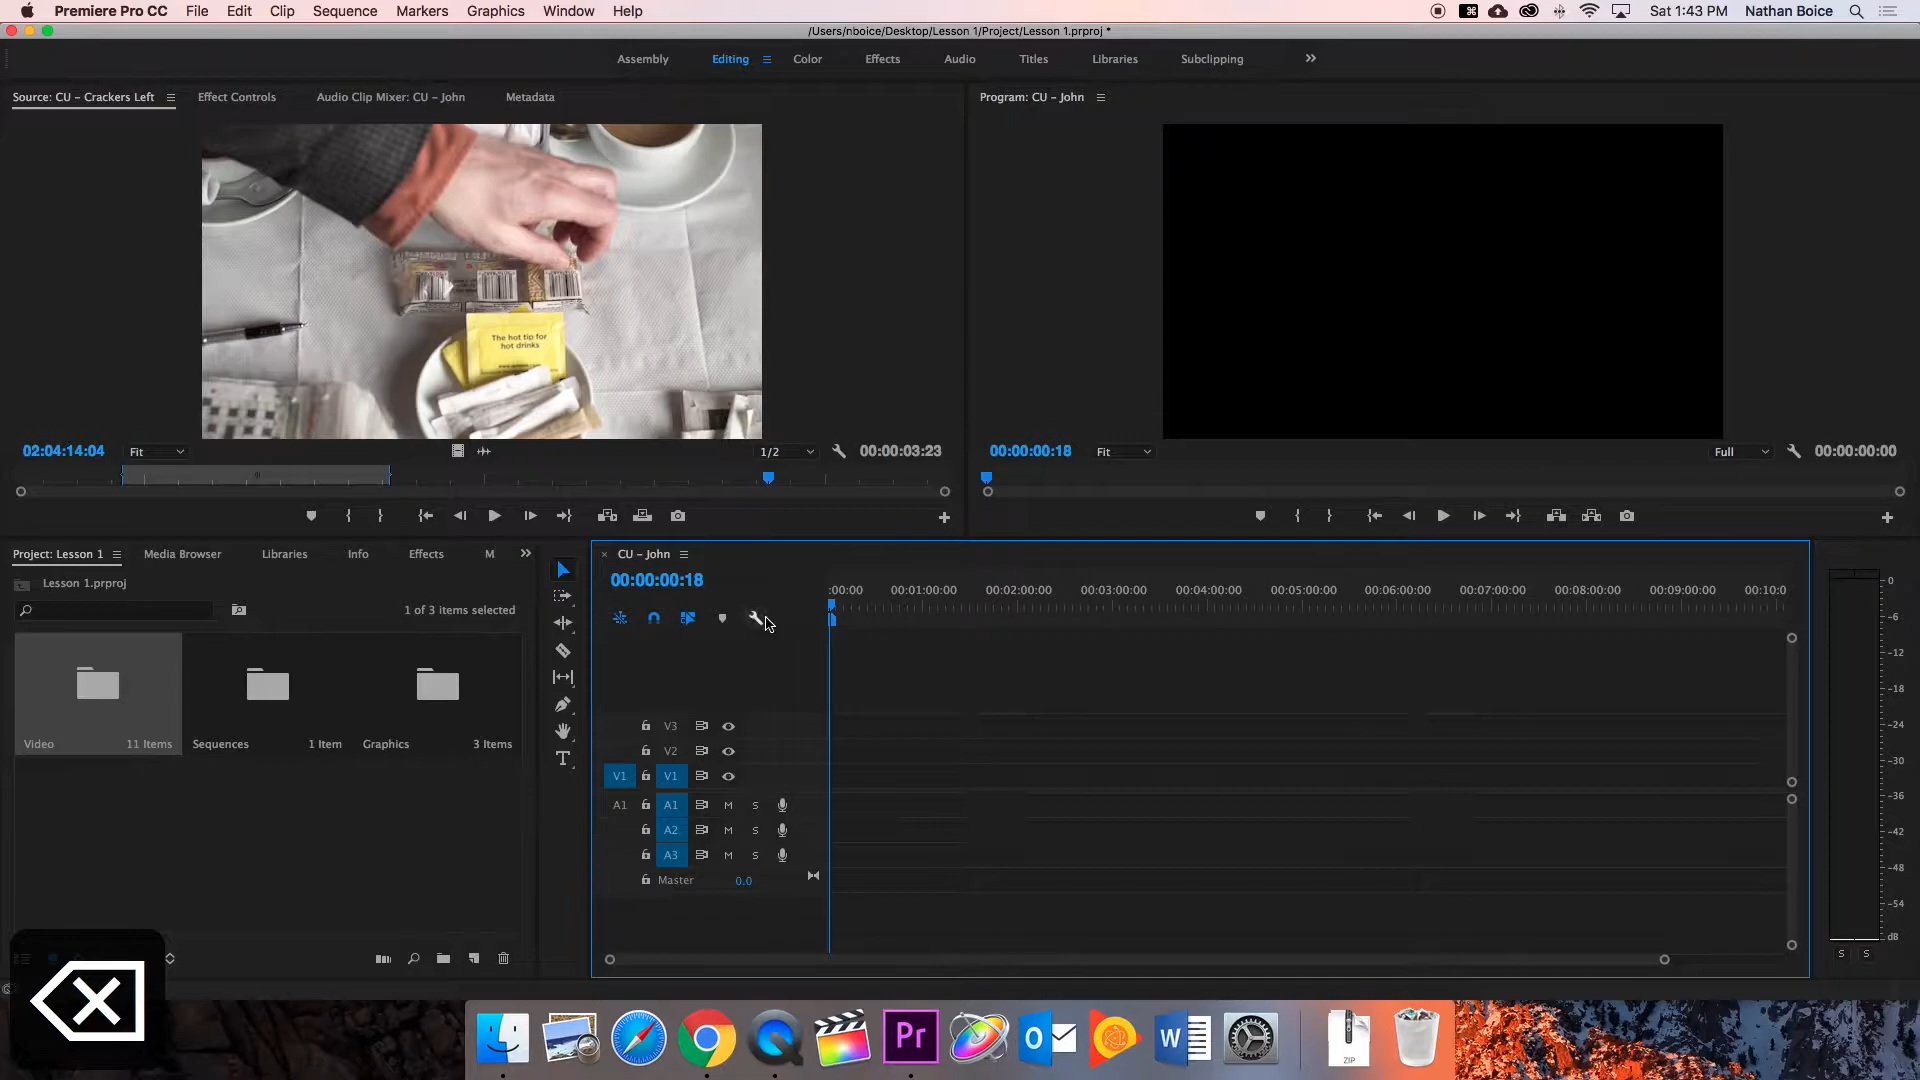 Premiere Pro CC File Edit Clip Sequence Markers Graphics Window Help Sat 1:43 PM Nathan Boice
/Users/nboice/Desktop/Lesson 1/Project/Lesson 1.prproj *
Assembly Editing Color Effects Audio Titles Libraries Subclipping
Source: CU – Crackers Left Effect Controls Audio Clip Mixer: CU – John Metadata Program: CU – John
The hot tip for
hot drinks
02:04:14:04 Fit 1/2 00:00:03:23 00:00:00:18 Fit Full 00:00:00:00
Project: Lesson 1 Media Browser Libraries Info Effects M
Lesson 1.prproj
1 of 3 items selected
Video 11 Items Sequences 1 Item Graphics 3 Items
CU – John
00:00:00:18
:00:00 00:01:00:00 00:02:00:00 00:03:00:00 00:04:00:00 00:05:00:00 00:06:00:00 00:07:00:00 00:08:00:00 00:09:00:00 00:10:0
V3
V2
V1 V1
A1 A1 M S
A2 M S
A3 M S
Master 0.0
0
-6
-12
-18
-24
-30
-36
-42
-48
-54
dB
S S
Pr
W
ZIP